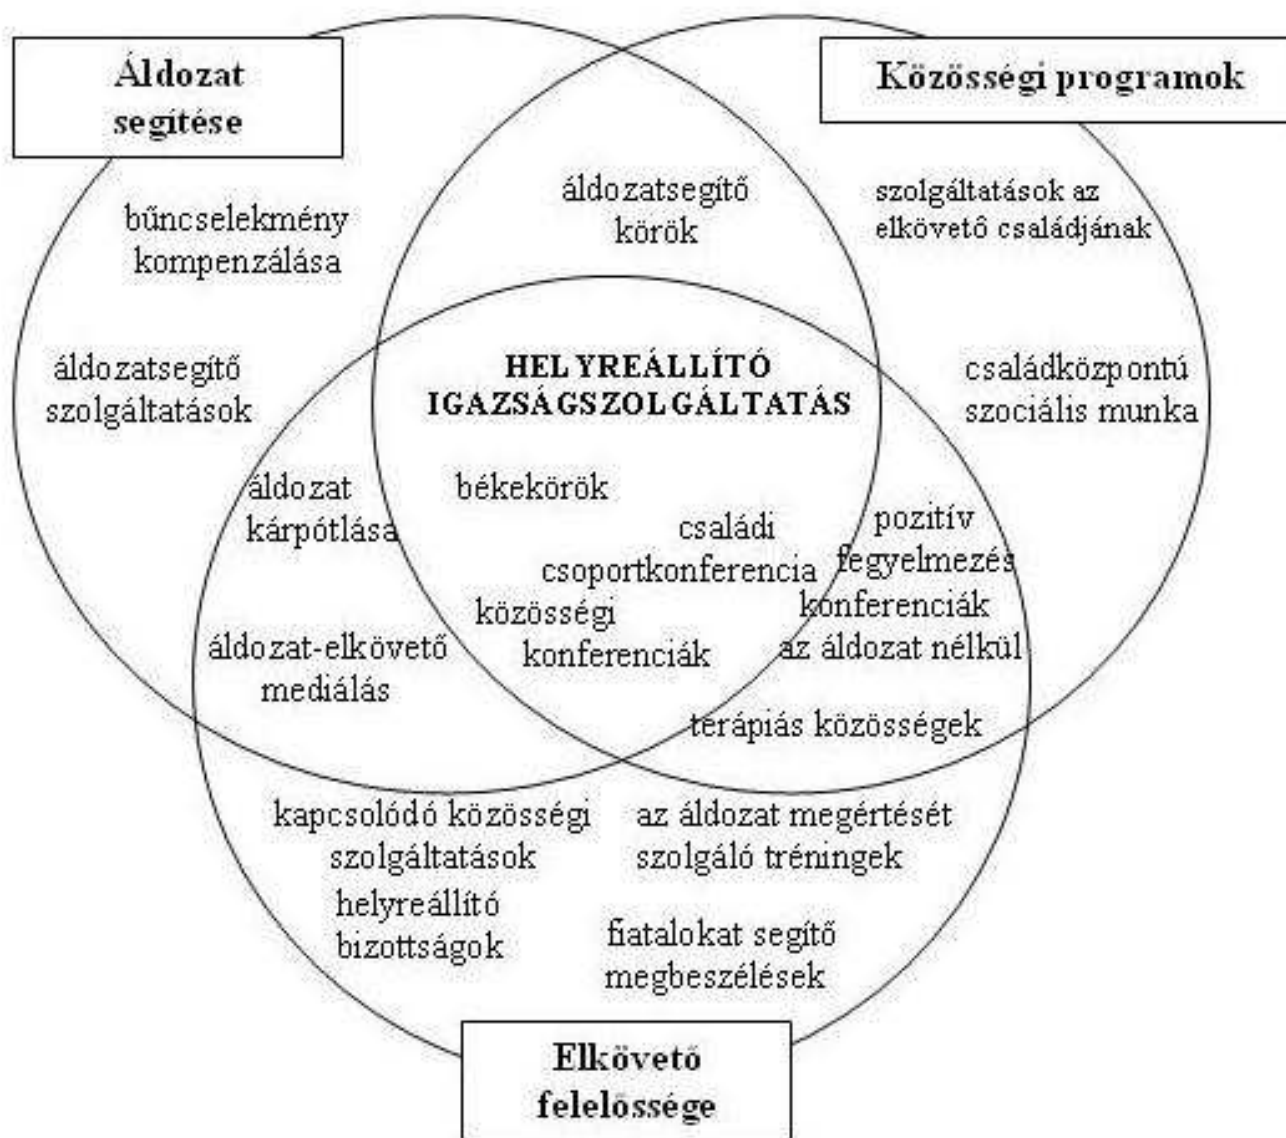 Áldozat
segítése
Közösségi programok
bűncselekmény
kompenzálása
áldozatsegítő
körök
szolgáltatások az
elkövető családjának
áldozatsegítő
szolgáltatások
HELYREÁLLÍTÓ
IGAZSÁGSZOLGÁLTATÁS
családközpontú
szociális munka
áldozat
kárpótlása
békekörök
családi
csoportkonferencia
közösségi
konferenciák
pozitív
fegyelmezés
konferenciák
az áldozat nélkül
áldozat-elkövető
mediálás
terápiás közösségek
kapcsolódó közösségi
szolgáltatások
helyreállító
bizottságok
az áldozat megértését
szolgáló tréningek
fiatalokat segítő
megbeszélések
Elkövető
felelőssége